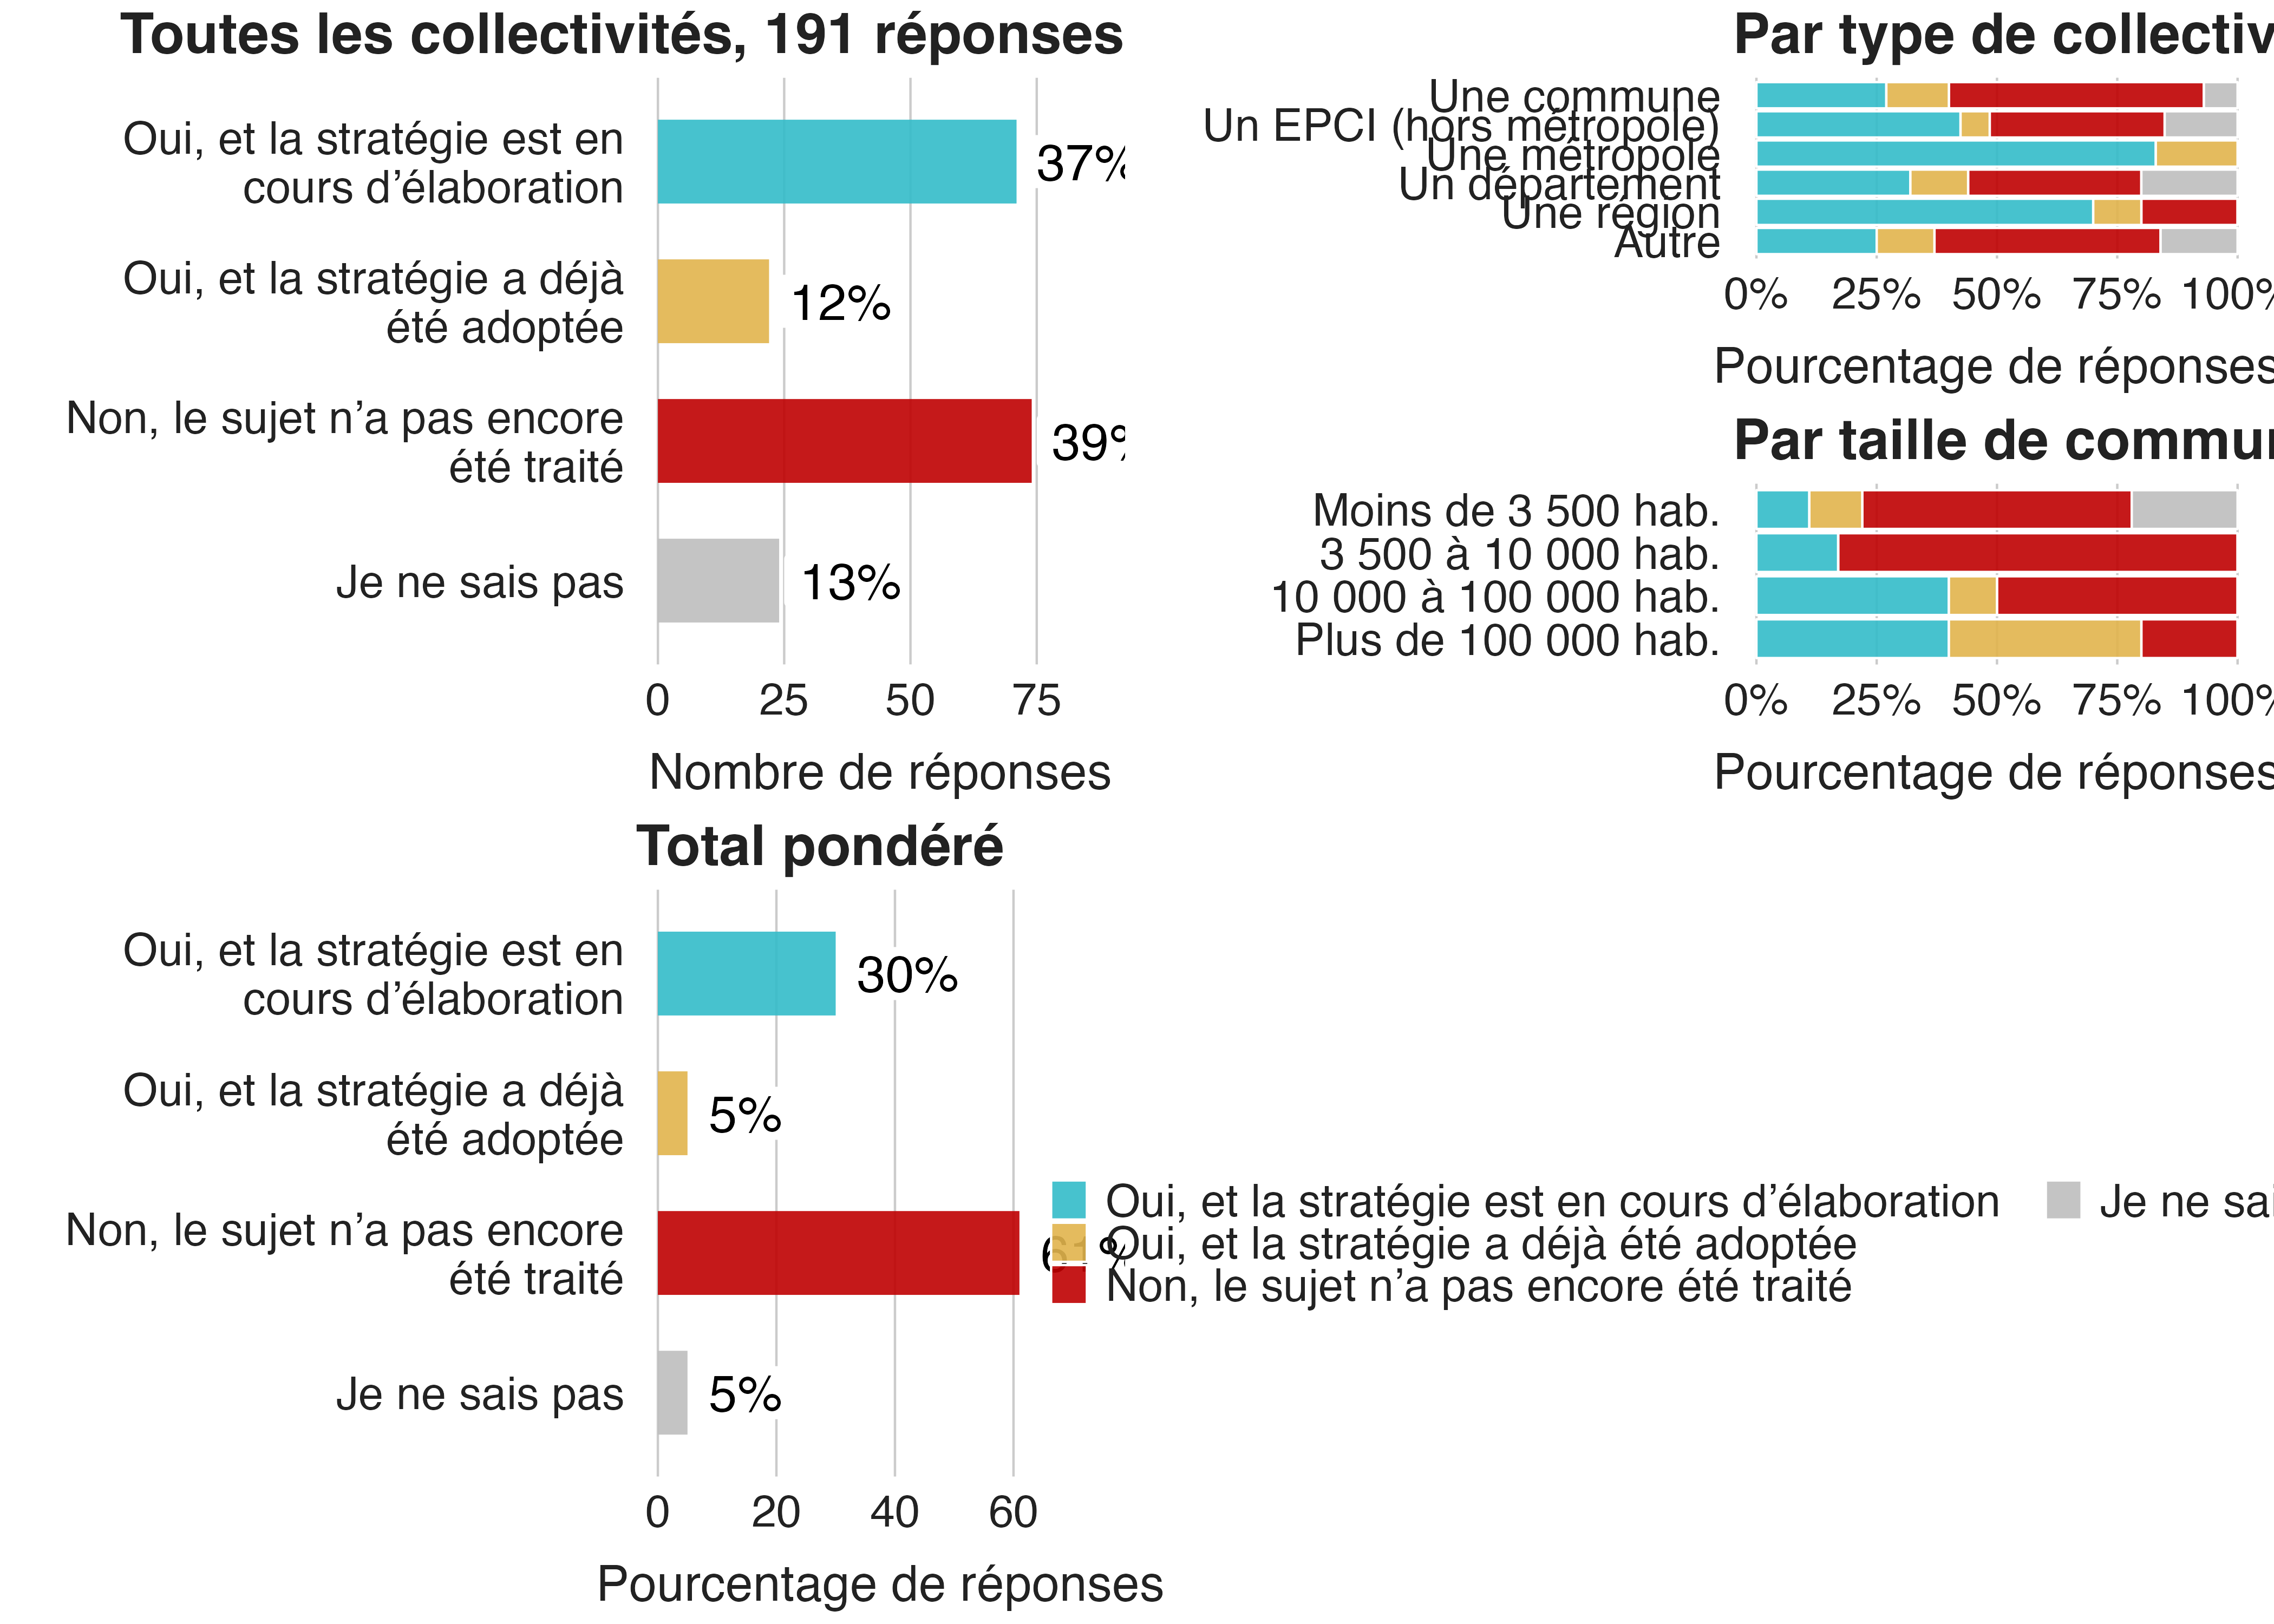 Toutes les collectivités, 191 réponses
Oui, et la stratégie est en
cours d’élaboration
37%
Oui, et la stratégie a déjà
été adoptée
12%
Non, le sujet n’a pas encore
été traité
39%
Je ne sais pas
13%
0 25 50 75
Nombre de réponses
Par type de collectiv
Une commune
Un EPCI (hors métropole)
Une métropole
Un département
Une région
Autre
0% 25% 50% 75% 100%
Pourcentage de réponses
Par taille de commu
Moins de 3 500 hab.
3 500 à 10 000 hab.
10 000 à 100 000 hab.
Plus de 100 000 hab.
0% 25% 50% 75% 100%
Pourcentage de réponses
Total pondéré
Oui, et la stratégie est en
cours d’élaboration
30%
Oui, et la stratégie a déjà
été adoptée
5%
Non, le sujet n’a pas encore
été traité
61%
Je ne sais pas
5%
0 20 40 60
Pourcentage de réponses
Oui, et la stratégie est en cours d’élaboration
Oui, et la stratégie a déjà été adoptée
Non, le sujet n’a pas encore été traité
Je ne sai